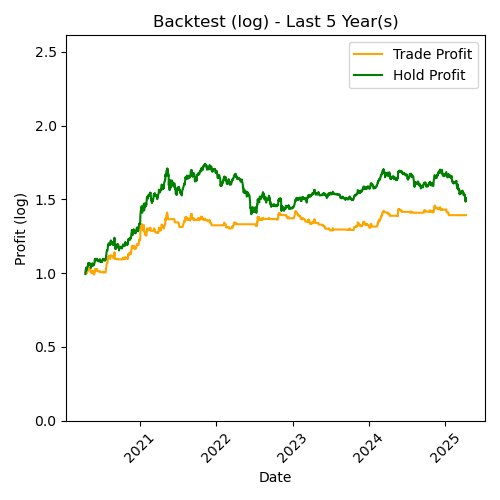 Backtest (log) - Last 5 Year(s)
Trade Profit
Hold Profit
Profit (log)
2.5
2.0
1.5
1.0
0.5
0.0
2021
2022
2023
2024
2025
Date